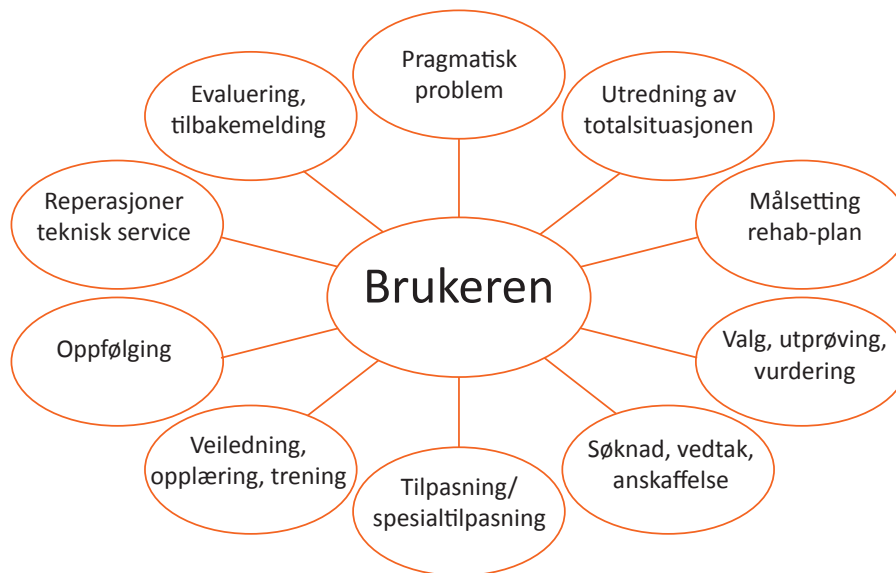 Pragmatisk
problem
Utredning av
totalsituasjonen
Målsetting
rehab-plan
Valg, utprøving,
vurdering
Søknad, vedtak,
anskaffelse
Tilpasning/
spesialtilpasning
Veiledning,
opplæring, trening
Oppfølging
Reperasjoner
teknisk service
Evaluering,
tilbakemelding
Brukeren